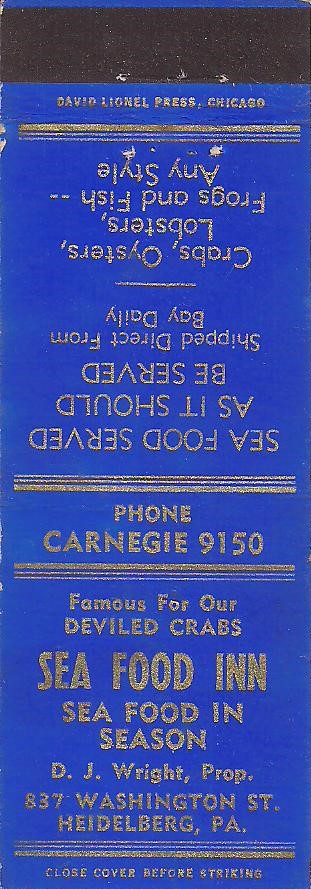 DAVID LIONEL PRESS, CHICAGO
SEA FOOD SERVED
AS IT SHOULD
BE SERVED
Shipped Direct From
Bay Daily
Crabs, Oysters,
Lobsters,
Frogs and Fish --
Any Style
PHONE
CARNEGIE 9150
Famous For Our
DEVILED CRABS
SEA FOOD INN
SEA FOOD IN
SEASON
D. J. Wright, Prop.
837 WASHINGTON ST.
HEIDELBERG, PA.
CLOSE COVER BEFORE STRIKING